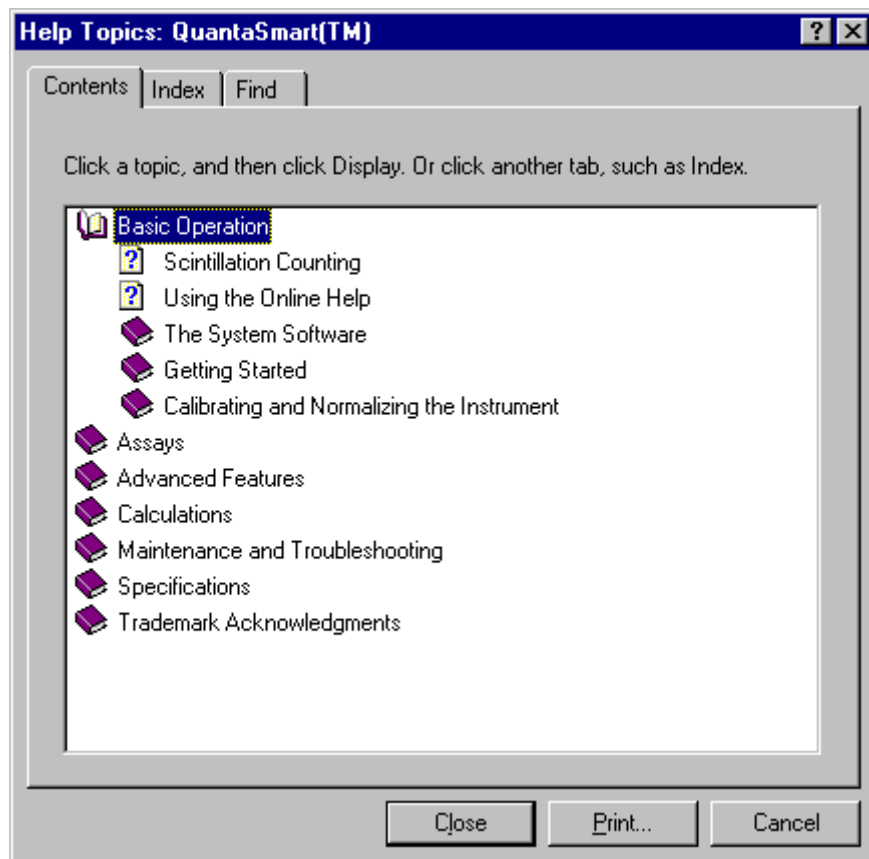 Help Topics: QuantaSmart(TM)
Contents Index Find
Click a topic, and then click Display. Or click another tab, such as Index.
Basic Operation
Scintillation Counting
Using the Online Help
The System Software
Getting Started
Calibrating and Normalizing the Instrument
Assays
Advanced Features
Calculations
Maintenance and Troubleshooting
Specifications
Trademark Acknowledgments
Close Print... Cancel